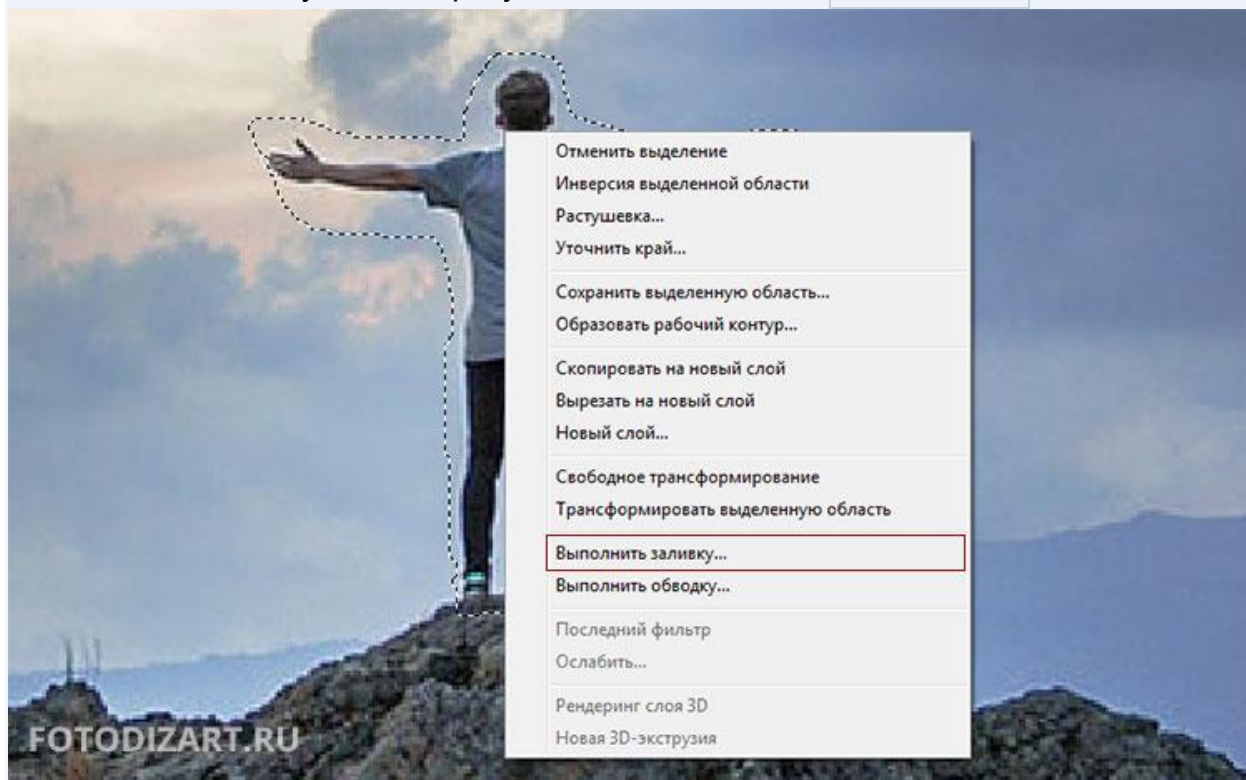 Отменить выделение
Инверсия выделенной области
Растушевка...
Уточнить край...
Сохранить выделенную область...
Образовать рабочий контур...
Скопировать на новый слой
Вырезать на новый слой
Новый слой...
Свободное трансформирование
Трансформировать выделенную область
Выполнить заливку...
Выполнить обводку...
Последний фильтр
Ослабить...
Рендеринг слоя 3D
Новая 3D-экструзия
FOTODIZART.RU